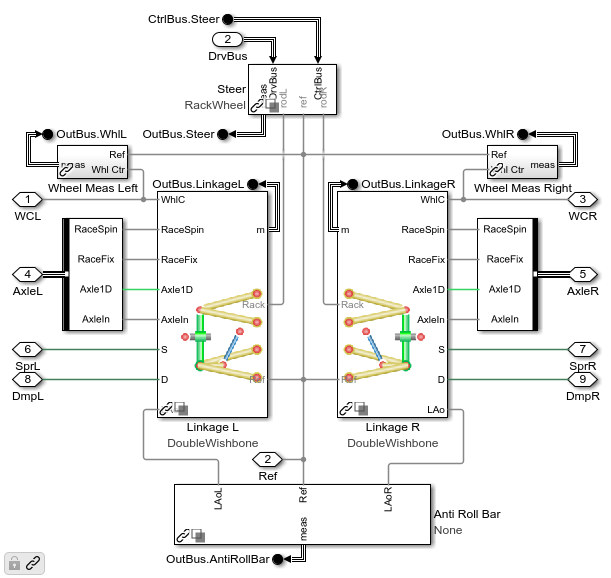 CtrlBus.Steer
2
DrvBus
Steer
RackWheel
meas
DrvBus
rodL
ref
rodR
CtrlBus
OutBus.WhlL
OutBus.Steer
OutBus.WhlR
meas
Ref
Whl Ctr
Wheel Meas Left
Ref
Whl Ctr
meas
Wheel Meas Right
OutBus.LinkageL
OutBus.LinkageR
1
WCL
WhlC
WhlC
3
WCR
RaceSpin
RaceSpin
m
m
RaceSpin
RaceSpin
RaceFix
RaceFix
RaceFix
RaceFix
4
AxleL
Axle1D
Axle1D
Axle1D
Axle1D
5
AxleR
AxleIn
AxleIn
Rack
Rack
AxleIn
AxleIn
6
SprL
S
S
7
SprR
8
DmpL
D
Ref
Ref
D
9
DmpR
LAo
Linkage L
DoubleWishbone
Linkage R
DoubleWishbone
2
Ref
LAoL
Ref
LAoR
meas
Anti Roll Bar
None
OutBus.AntiRollBar